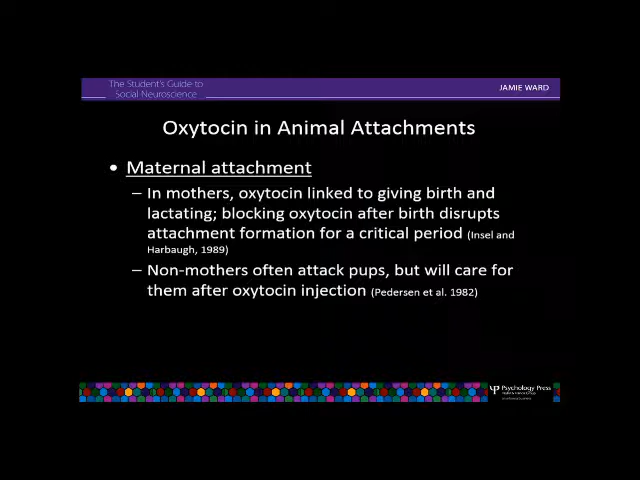 The Student's Guide to
Social Neuroscience
JAMIE WARD
Oxytocin in Animal Attachments
• Maternal attachment
– In mothers, oxytocin linked to giving birth and
lactating; blocking oxytocin after birth disrupts
attachment formation for a critical period (Insel and
Harbaugh, 1989)
– Non-mothers often attack pups, but will care for
them after oxytocin injection (Pedersen et al. 1982)
Psychology Press